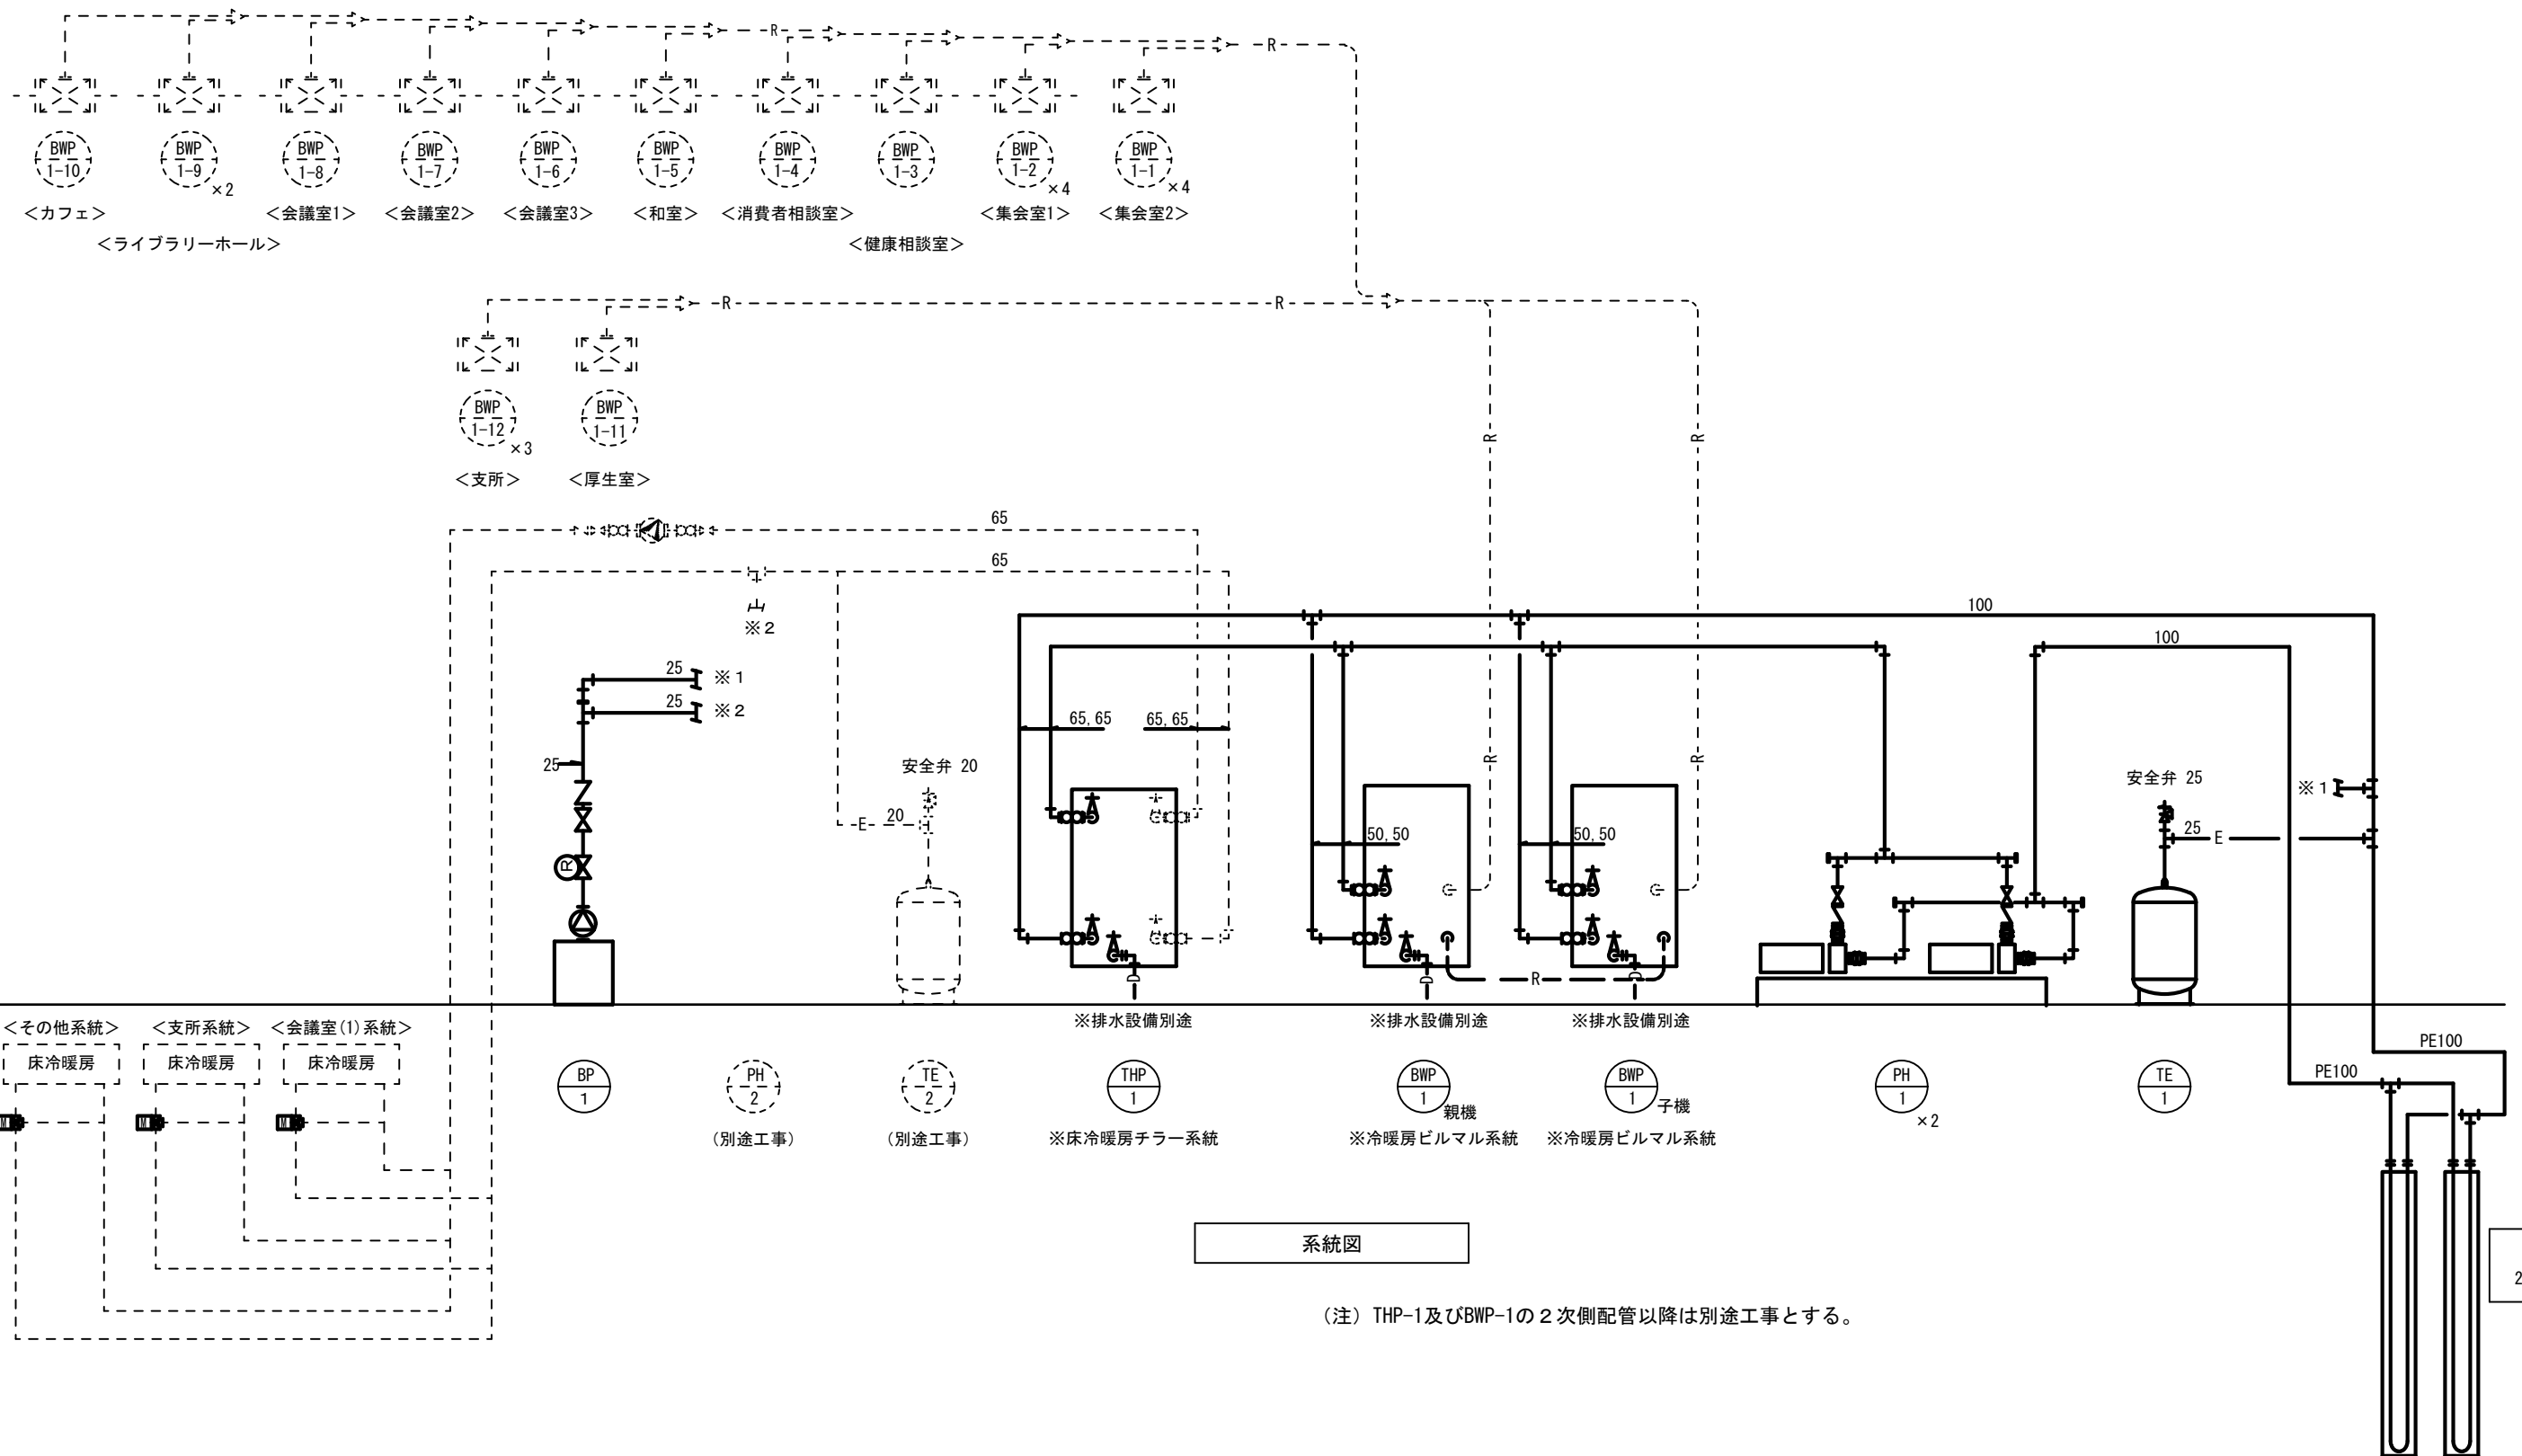 R
R
BWP
1-10
BWP
1-9
×2
BWP
1-8
BWP
1-7
BWP
1-6
BWP
1-5
BWP
1-4
BWP
1-3
BWP
1-2
×4
BWP
1-1
×4
＜カフェ＞
＜会議室1＞
＜会議室2＞
＜会議室3＞
＜和室＞
＜消費者相談室＞
＜集会室1＞
＜集会室2＞
＜ライブラリーホール＞
＜健康相談室＞
R
R
BWP
1-12
×3
BWP
1-11
R
R
＜支所＞
＜厚生室＞
65
65
100
※２
100
25
※１
25
※２
65, 65
65, 65
R
R
25
安全弁 20
安全弁 25
※１
E
20
50, 50
50, 50
25
E
R
D
D
D
R
＜その他系統＞
＜支所系統＞
＜会議室(1)系統＞
※排水設備別途
※排水設備別途
※排水設備別途
床冷暖房
床冷暖房
床冷暖房
PE100
PE100
BP
1
PH
2
TE
2
THP
1
BWP
1
親機
BWP
1
子機
PH
1
×2
TE
1
M
M
M
（別途工事）
（別途工事）
※床冷暖房チラー系統
※冷暖房ビルマル系統
※冷暖房ビルマル系統
系統図
2
（注）THP-1及びBWP-1の２次側配管以降は別途工事とする。